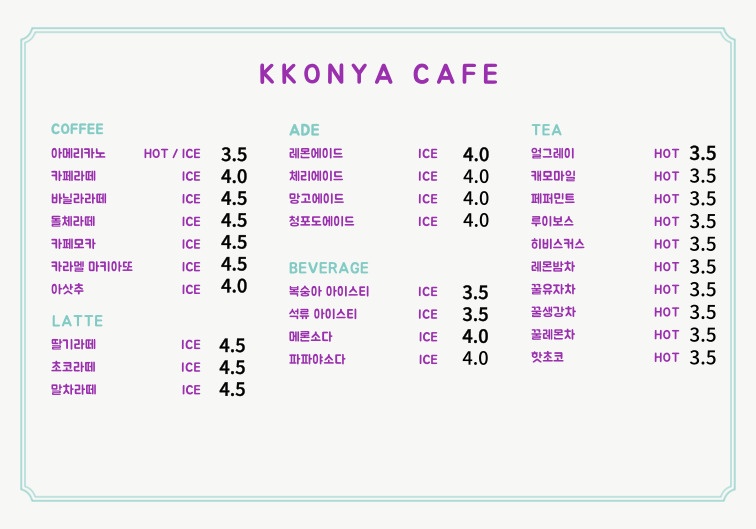 KKONYA CAFE
COFFEE
아메리카노 HOT / ICE 3.5
카페라떼 ICE 4.0
바닐라라떼 ICE 4.5
돌체라떼 ICE 4.5
카페모카 ICE 4.5
카라멜 마키아또 ICE 4.5
아삿추 ICE 4.0
LATTE
딸기라떼 ICE 4.5
초코라떼 ICE 4.5
말차라떼 ICE 4.5
ADE
레몬에이드 ICE 4.0
체리에이드 ICE 4.0
망고에이드 ICE 4.0
청포도에이드 ICE 4.0
BEVERAGE
복숭아 아이스티 ICE 3.5
석류 아이스티 ICE 3.5
메론소다 ICE 4.0
파파야소다 ICE 4.0
TEA
얼그레이 HOT 3.5
캐모마일 HOT 3.5
페퍼민트 HOT 3.5
루이보스 HOT 3.5
히비스커스 HOT 3.5
레몬밤차 HOT 3.5
꿀유자차 HOT 3.5
꿀생강차 HOT 3.5
꿀레몬차 HOT 3.5
핫초코 HOT 3.5